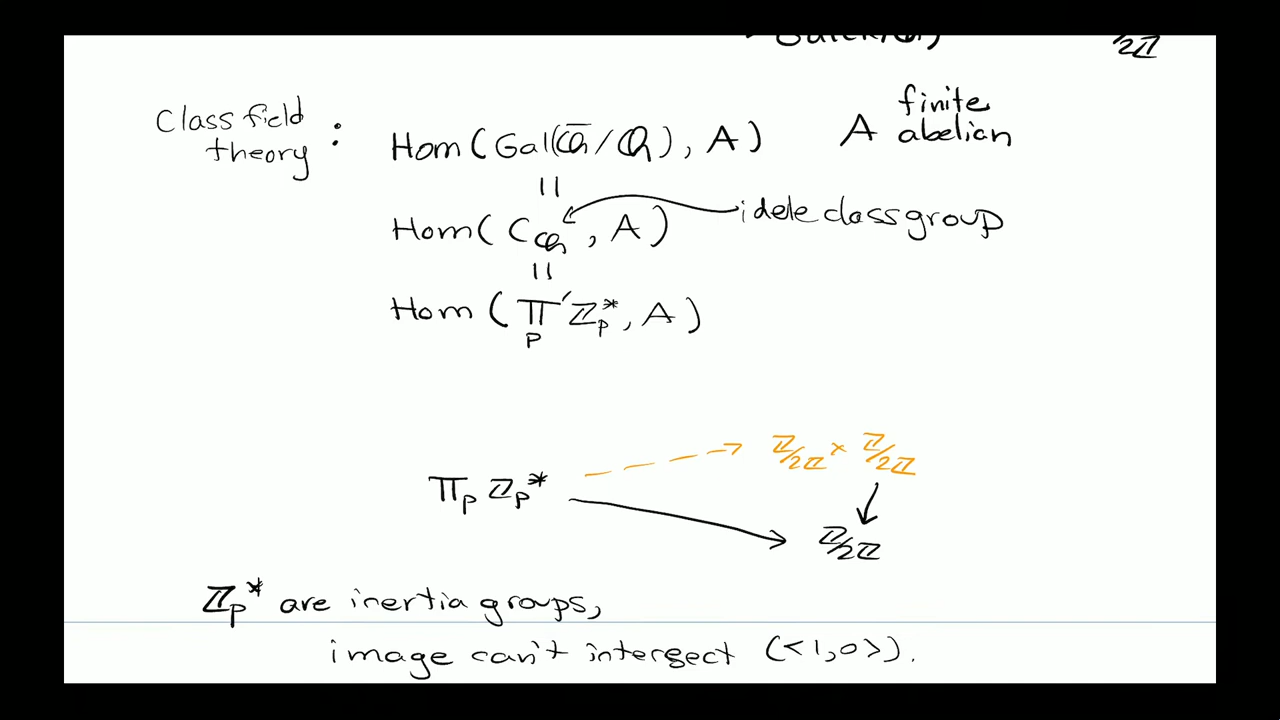 Z/2Z
Class field theory :
Hom(Gal(Q̄/Q), A) A finite abelian
||
Hom(C_Q, A) idele class group
||
Hom(∏'_p Z_p^*, A)
Z/2Z × Z/2Z
∏_p Z_p^*
Z/2Z
Z_p^* are inertia groups,
image can't intersect (<1,0>).